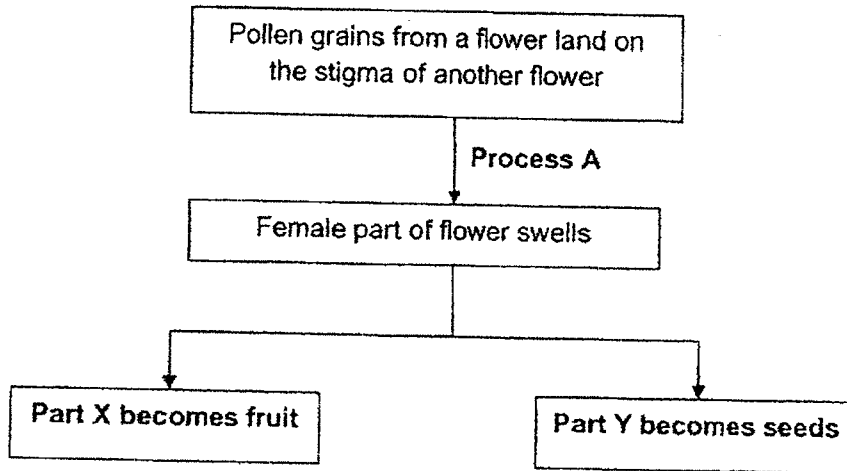 Pollen grains from a flower land on
the stigma of another flower
Process A
Female part of flower swells
Part X becomes fruit
Part Y becomes seeds